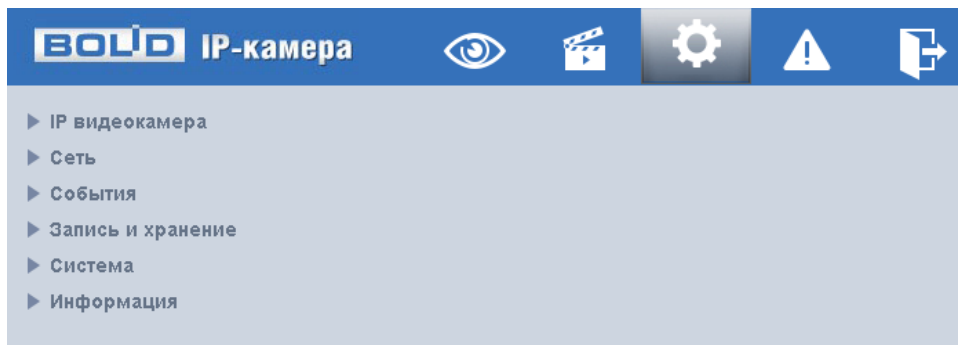 BOLID IP-камера
IP видеокамера
Сеть
События
Запись и хранение
Система
Информация